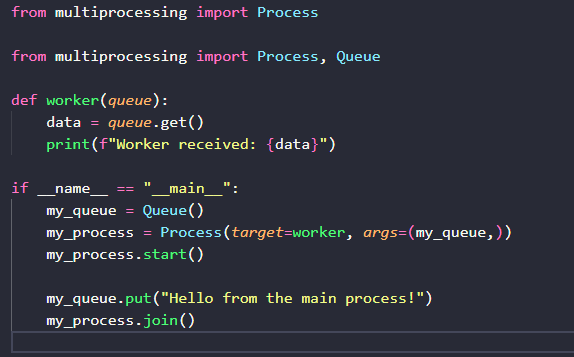 from multiprocessing import Process
from multiprocessing import Process, Queue
def worker(queue):
    data = queue.get()
    print(f"Worker received: {data}")
if __name__ == "__main__":
    my_queue = Queue()
    my_process = Process(target=worker, args=(my_queue,))
    my_process.start()
    my_queue.put("Hello from the main process!")
    my_process.join()